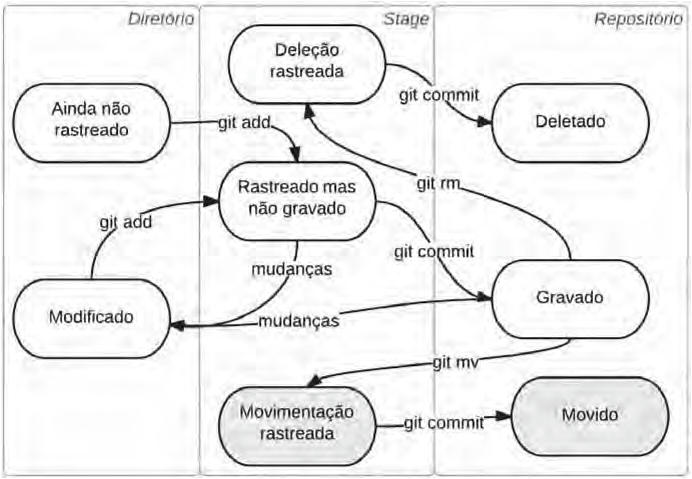 Diretório
Stage
Repositório
Deleção
rastreada
git commit
Deletado
Ainda não
rastreado
git add
git rm
Rastreado mas
não gravado
git add
git commit
mudanças
Gravado
Modificado
mudanças
git mv
Movimentação
rastreada
git commit
Movido